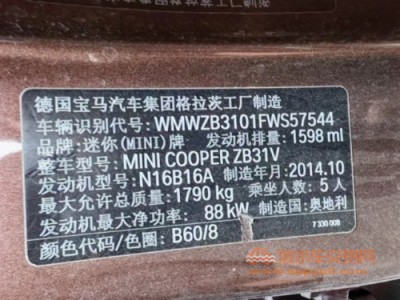 德国宝马汽车集团格拉茨工厂制造
车辆识别代号: WMWZB3101FWS57544
品牌: 迷你(MINI)牌 发动机排量: 1598 ml
整车型号: MINI COOPER ZB31V
发动机型号: N16B16A 制造年月: 2014.10
最大允许总质量: 1790 kg 乘坐人数: 5 人
发动机最大净功率: 88 kW 制造国: 奥地利
7 330 008
颜色代码/色圈: B60/8